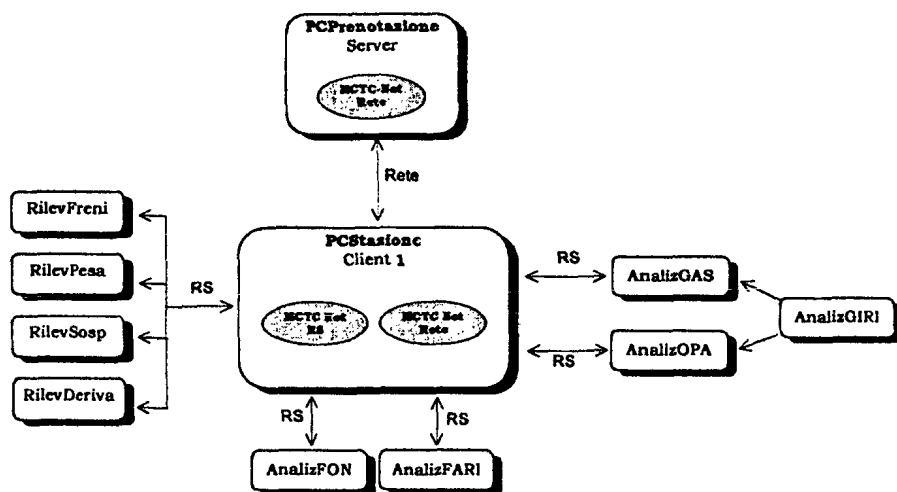 PCPrenotazione
Server
MCTC-Net
Rete
Rete
RilevFreni
RilevPesa
RilevSosp
RilevDeriva
RS
PCStazione
Client 1
MCTC Net
RS
MCTC Net
Rete
RS
AnalizGAS
AnalizGIRI
RS
AnalizOPA
RS
RS
AnalizFON
AnalizFARI